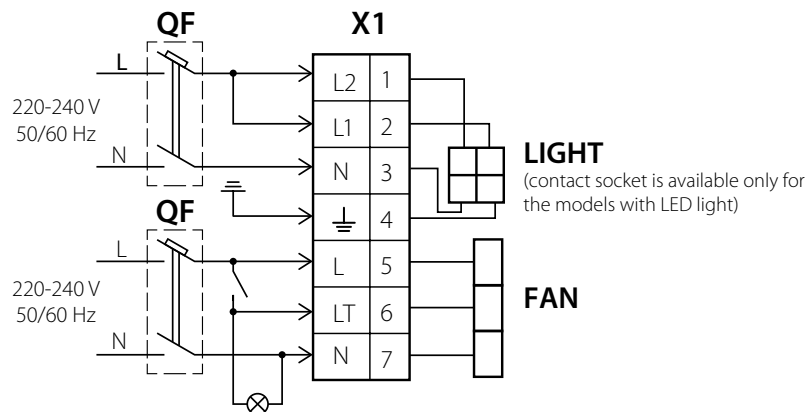 QF
X1
L
220-240 V
50/60 Hz
N
L2 1
L1 2
N 3
4
LIGHT
(contact socket is available only for
the models with LED light)
QF
L
220-240 V
50/60 Hz
N
L 5
LT 6
N 7
FAN